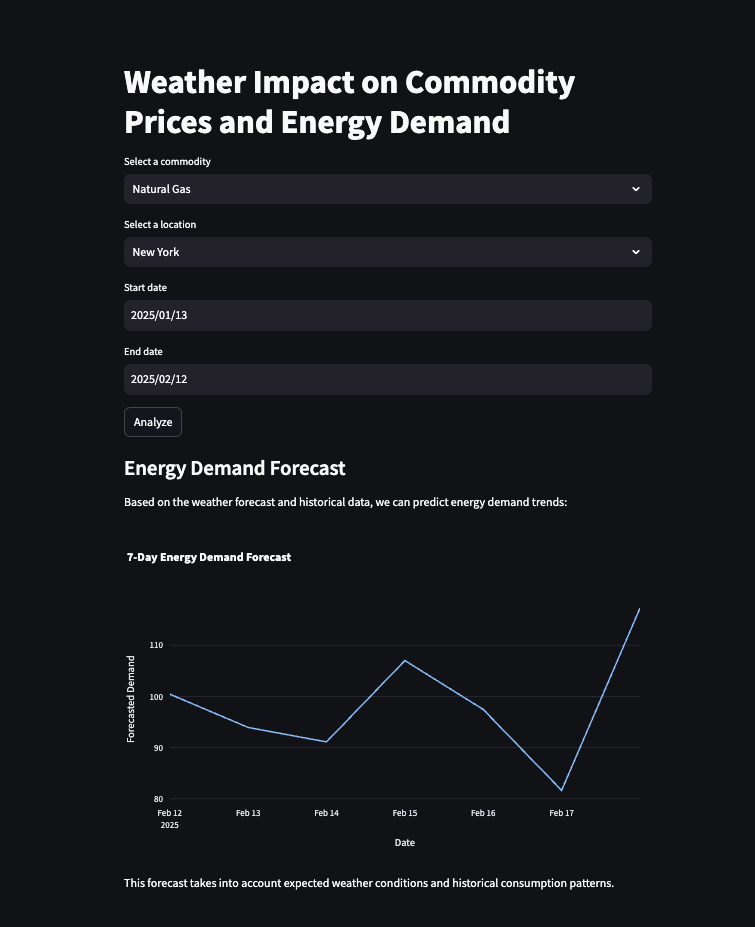 Weather Impact on Commodity
Prices and Energy Demand
Select a commodity
Natural Gas
Select a location
New York
Start date
2025/01/13
End date
2025/02/12
Analyze
Energy Demand Forecast
Based on the weather forecast and historical data, we can predict energy demand trends:
7-Day Energy Demand Forecast
Forecasted Demand
110
100
90
80
Feb 12
2025
Feb 13
Feb 14
Feb 15
Feb 16
Feb 17
Date
This forecast takes into account expected weather conditions and historical consumption patterns.